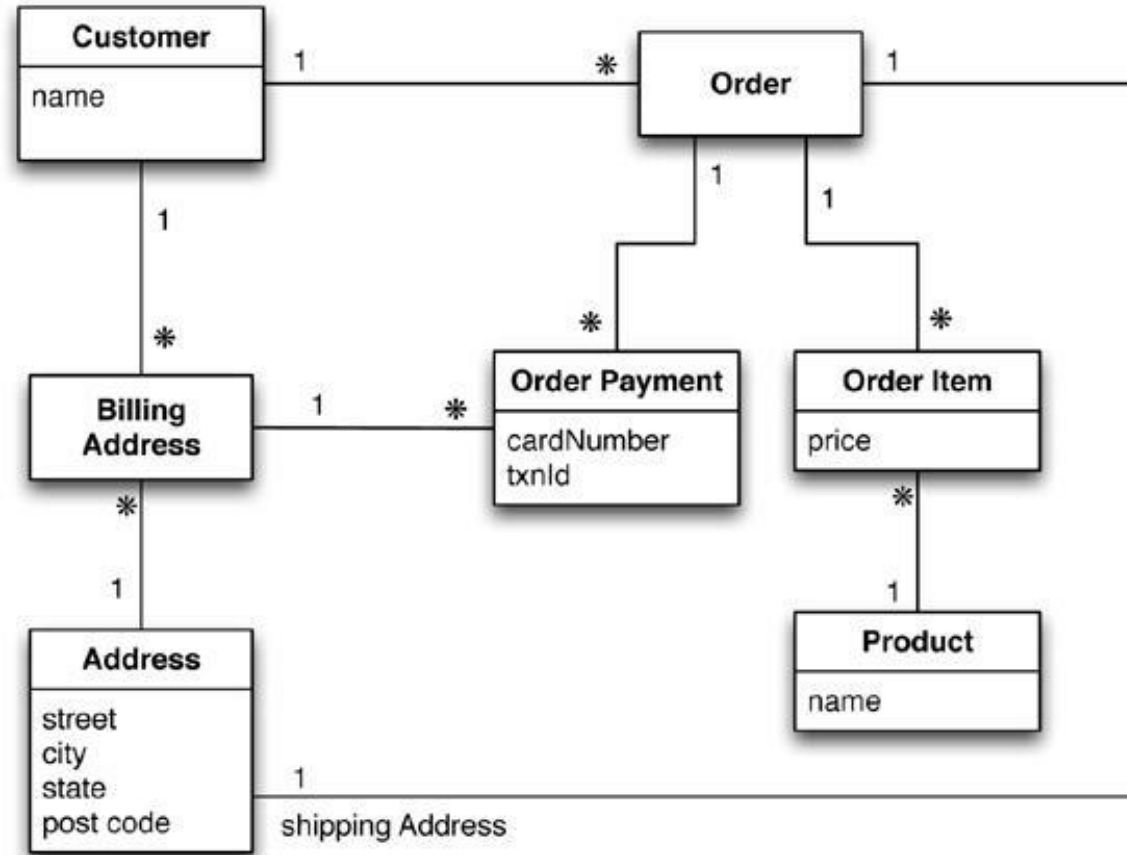 Customer
name
1
*
Order
1
1
1
1
*
*
*
Billing
Address
1
*
Order Payment
cardNumber
txnId
Order Item
price
*
*
1
1
Address
street
city
state
post code
Product
name
1
shipping Address